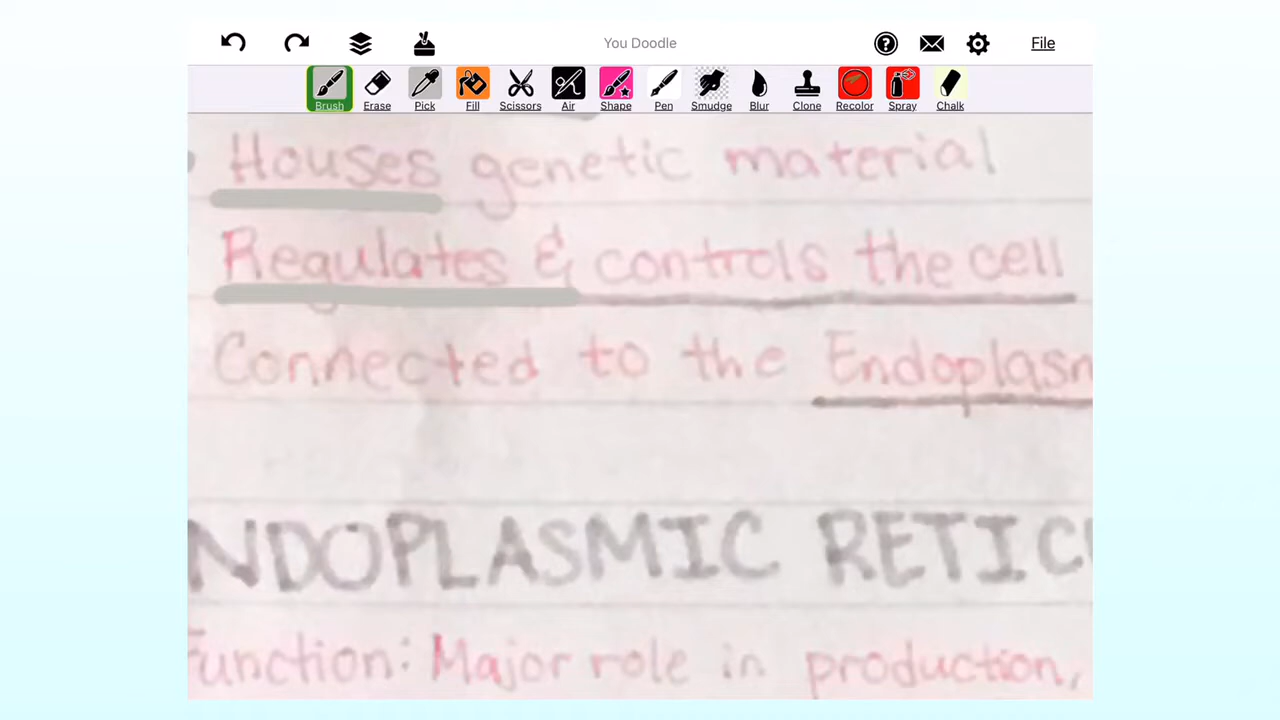 You Doodle
File
Brush Erase Pick Fill Scissors Air Shape Pen Smudge Blur Clone Recolor Spray Chalk
Houses genetic material
Regulates & controls the cell
Connected to the Endoplasm
NDOPLASMIC RETIC
Function: Major role in production,